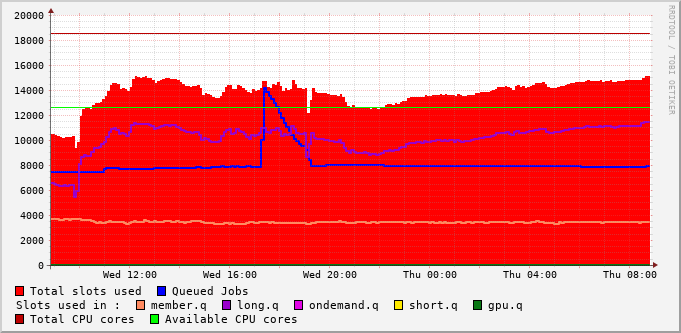 20000
18000
16000
14000
12000
10000
8000
6000
4000
2000
0
Wed 12:00 Wed 16:00 Wed 20:00 Thu 00:00 Thu 04:00 Thu 08:00
Total slots used Queued Jobs
Slots used in : member.q long.q ondemand.q short.q gpu.q
Total CPU cores Available CPU cores
RRDTOOL / TOBI OETIKER